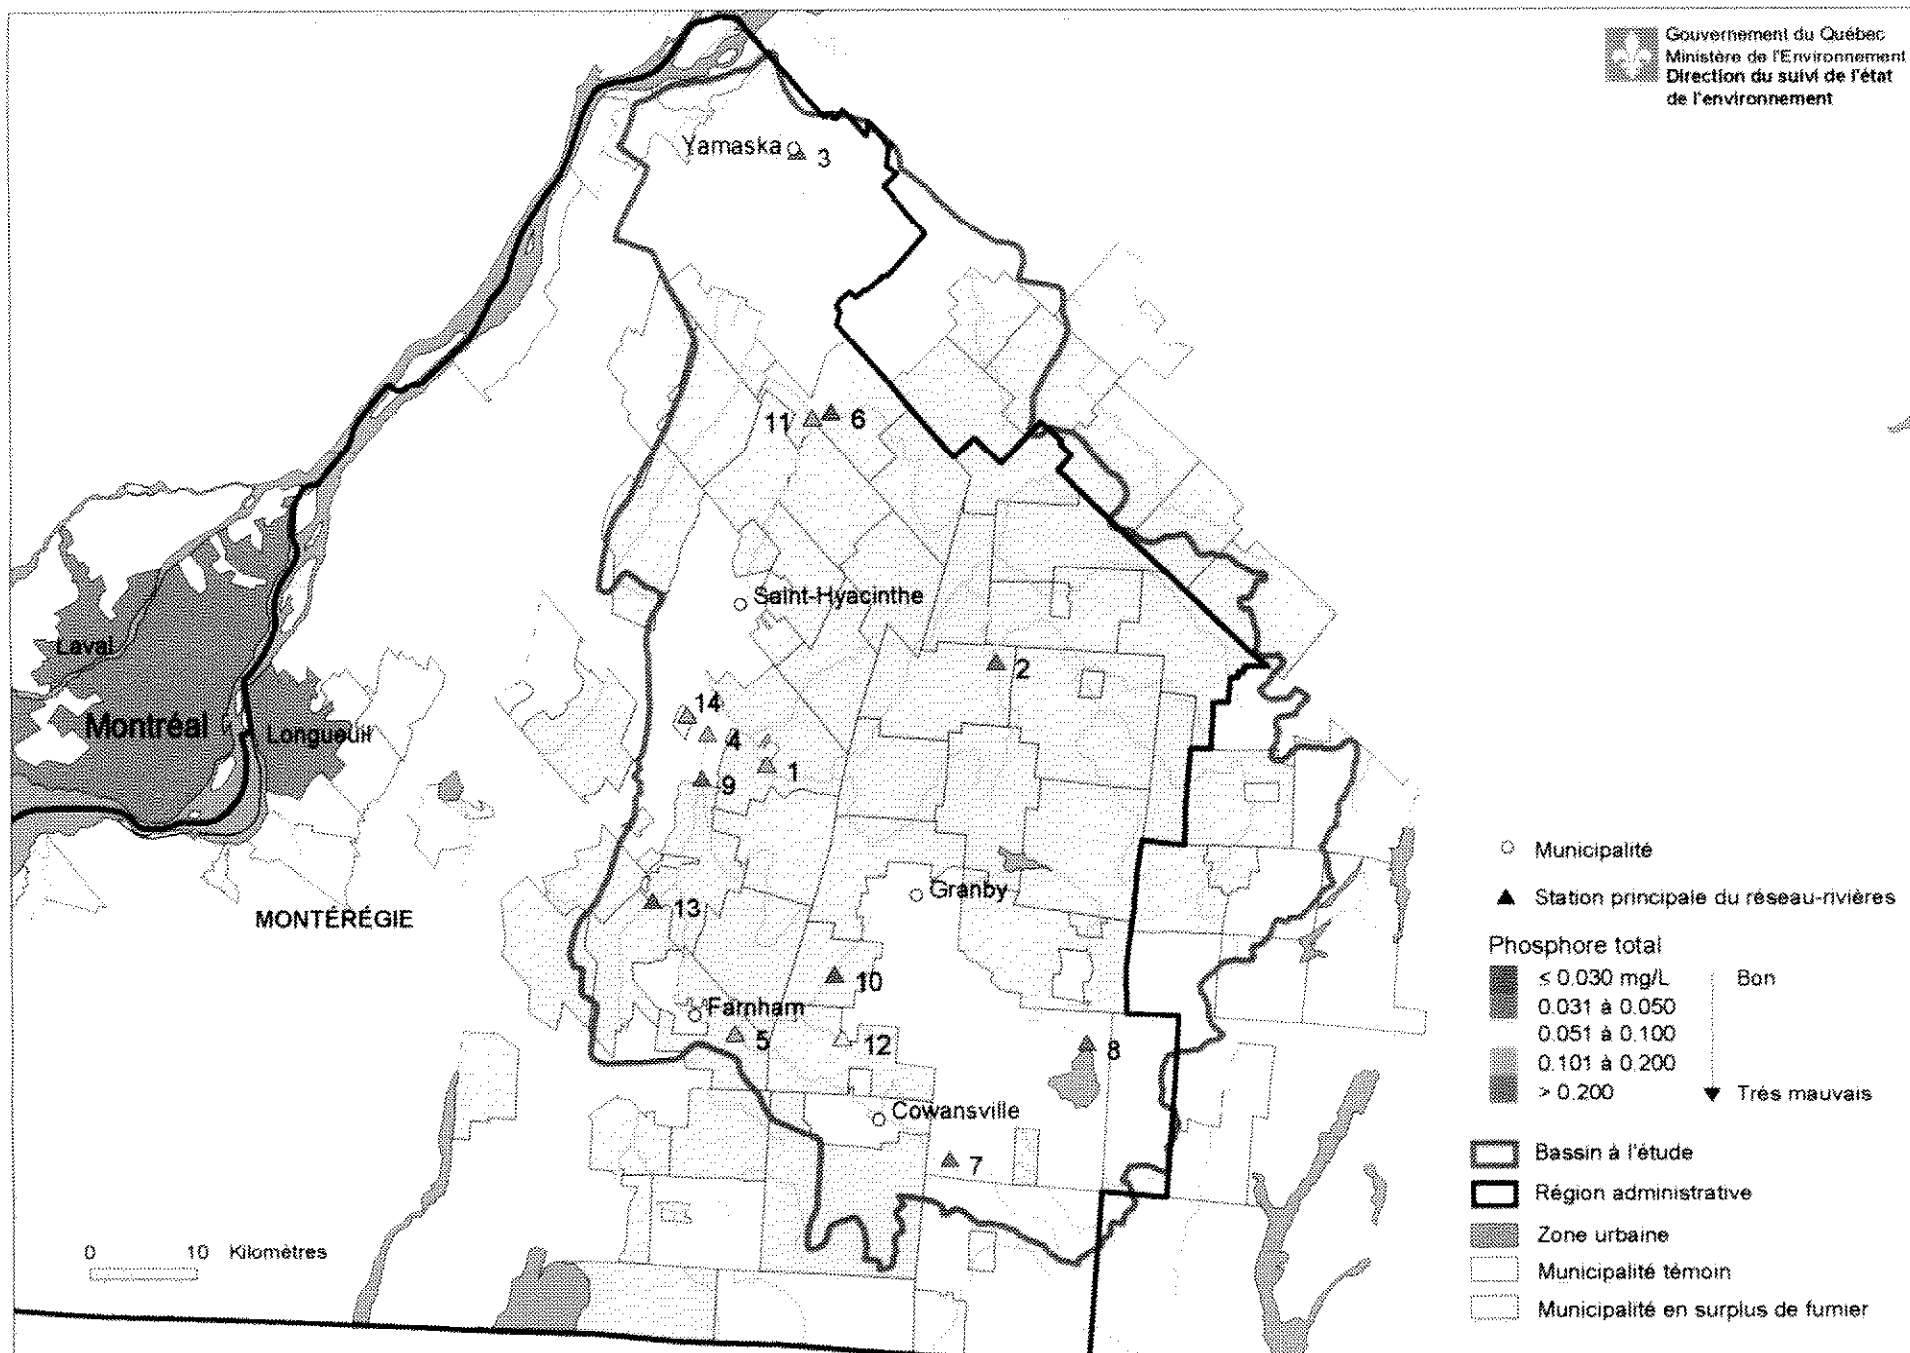 Gouvernement du Québec
Ministère de l'Environnement
Direction du suivi de l'état
de l'environnement
Yamaska
3
11
6
Saint-Hyacinthe
Laval
2
14
Montréal
Longueuil
4
1
9
Granby
13
MONTÉRÉGIE
10
Farnham
5
12
8
Cowansville
7
0 10 Kilomètres
Municipalité
Station principale du réseau-rivières
Phosphore total
≤ 0.030 mg/L Bon
0.031 à 0.050
0.051 à 0.100
0.101 à 0.200
> 0.200 Trés mauvais
Bassin à l'étude
Région administrative
Zone urbaine
Municipalité témoin
Municipalité en surplus de fumier